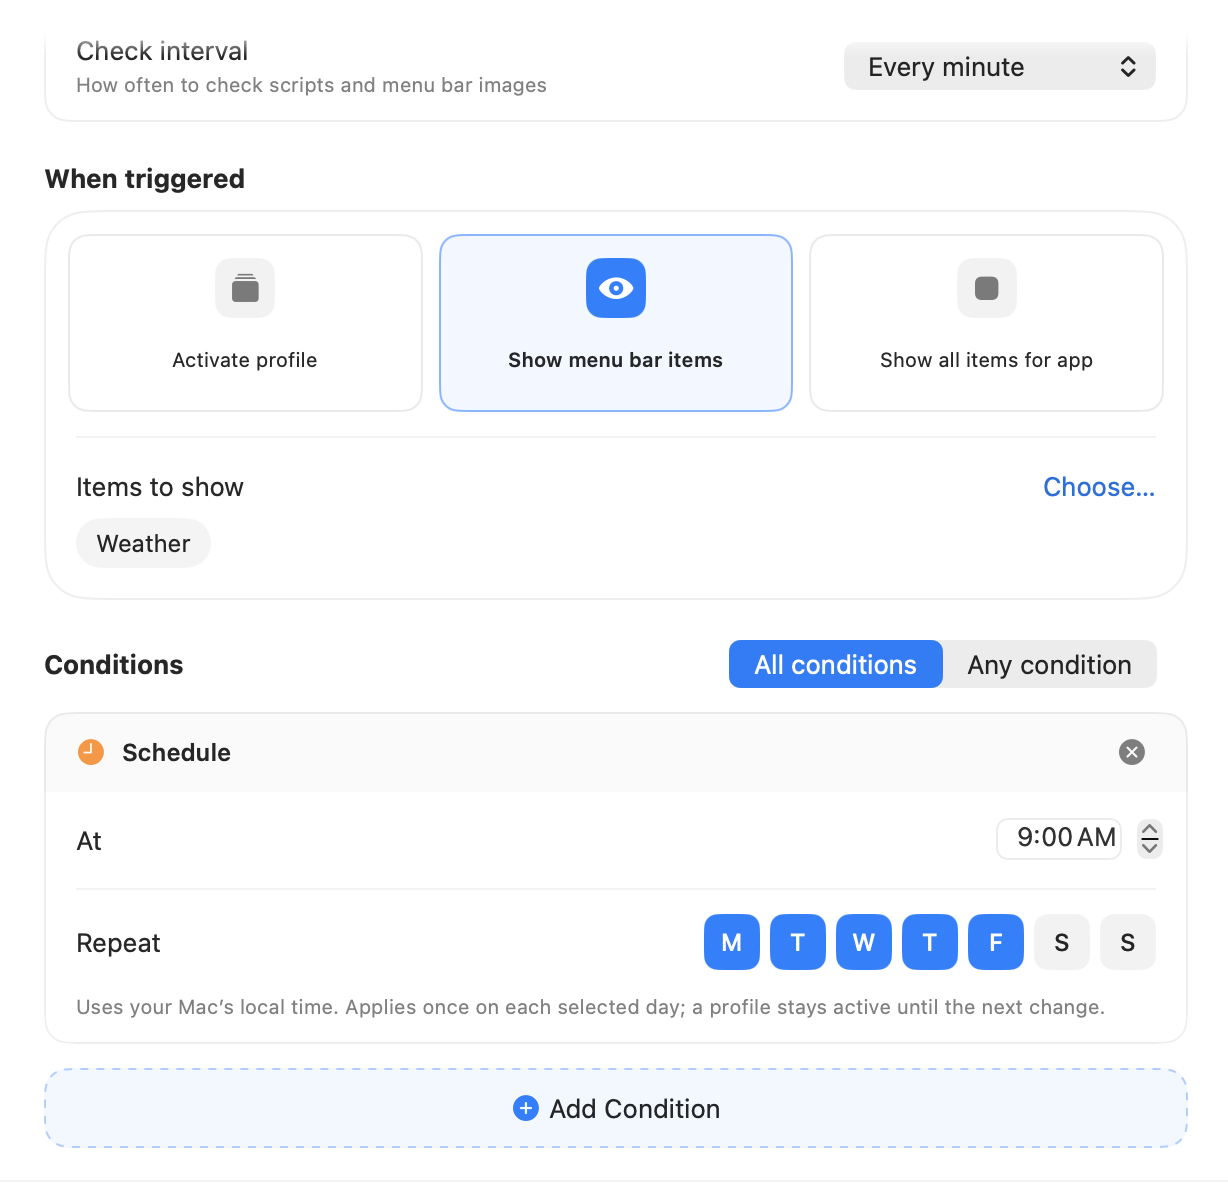 Check interval
How often to check scripts and menu bar images
Every minute
When triggered
Activate profile
Show menu bar items
Show all items for app
Items to show
Choose...
Weather
Conditions
All conditions
Any condition
Schedule
At
9:00 AM
Repeat
M T W T F S S
Uses your Mac’s local time. Applies once on each selected day; a profile stays active until the next change.
Add Condition